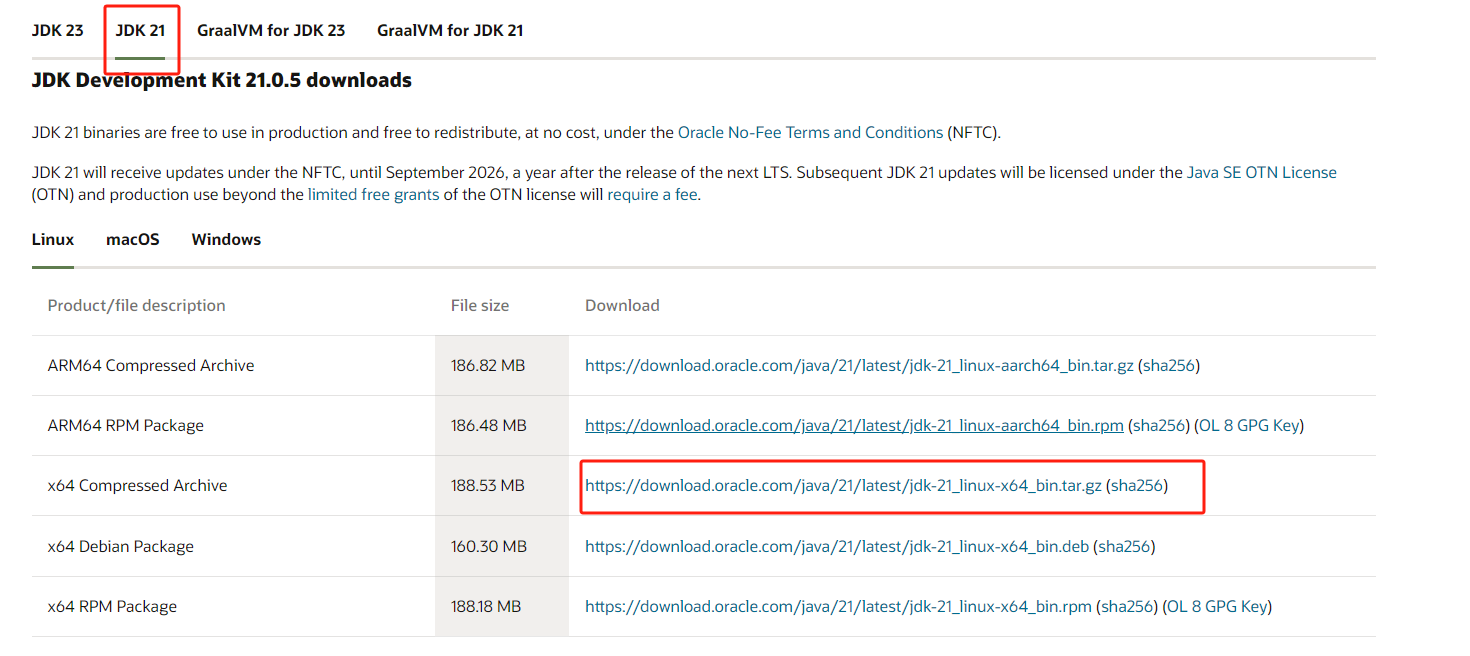 JDK 23 JDK 21 GraalVM for JDK 23 GraalVM for JDK 21
JDK Development Kit 21.0.5 downloads
JDK 21 binaries are free to use in production and free to redistribute, at no cost, under the Oracle No-Fee Terms and Conditions (NFTC).
JDK 21 will receive updates under the NFTC, until September 2026, a year after the release of the next LTS. Subsequent JDK 21 updates will be licensed under the Java SE OTN License
(OTN) and production use beyond the limited free grants of the OTN license will require a fee.
Linux macOS Windows
Product/file description File size Download
ARM64 Compressed Archive 186.82 MB https://download.oracle.com/java/21/latest/jdk-21_linux-aarch64_bin.tar.gz (sha256)
ARM64 RPM Package 186.48 MB https://download.oracle.com/java/21/latest/jdk-21_linux-aarch64_bin.rpm (sha256) (OL 8 GPG Key)
x64 Compressed Archive 188.53 MB https://download.oracle.com/java/21/latest/jdk-21_linux-x64_bin.tar.gz (sha256)
x64 Debian Package 160.30 MB https://download.oracle.com/java/21/latest/jdk-21_linux-x64_bin.deb (sha256)
x64 RPM Package 188.18 MB https://download.oracle.com/java/21/latest/jdk-21_linux-x64_bin.rpm (sha256) (OL 8 GPG Key)